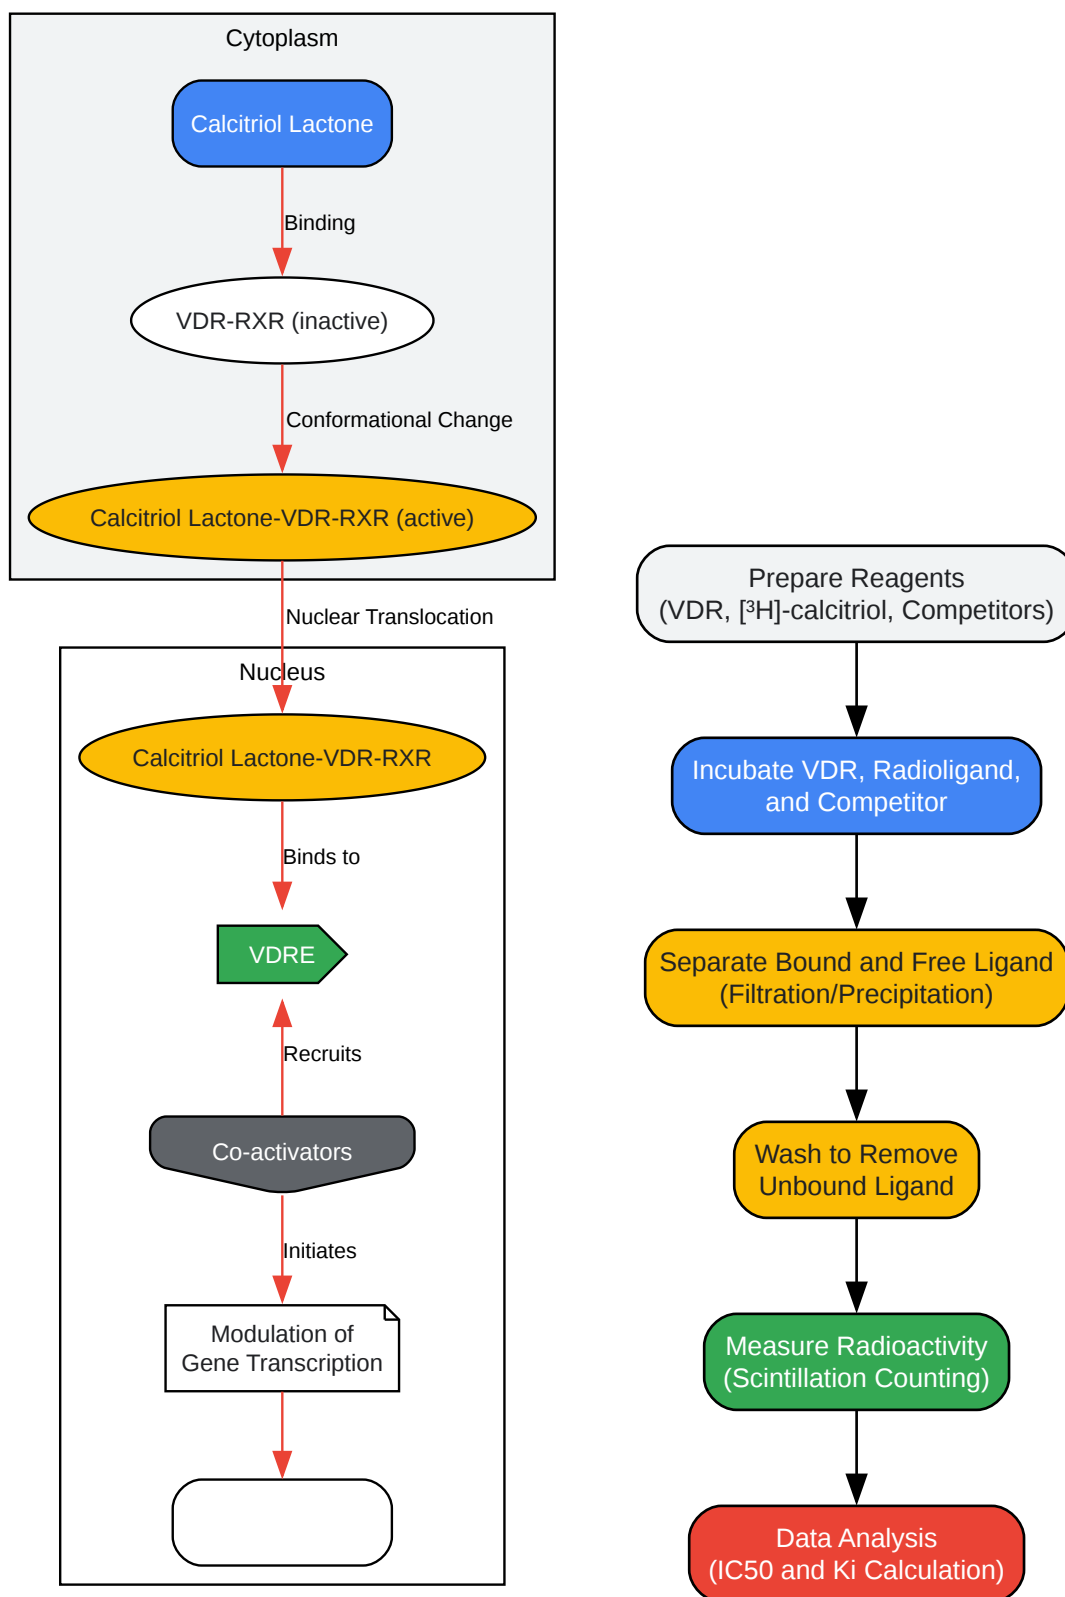 Cytoplasm
Calcitriol Lactone
Binding
VDR-RXR (inactive)
Conformational Change
Calcitriol Lactone-VDR-RXR (active)
Nuclear Translocation
Nucleus
Calcitriol Lactone-VDR-RXR
Binds to
VDRE
Recruits
Co-activators
Initiates
Modulation of
Gene Transcription
Prepare Reagents
(VDR, [³H]-calcitriol, Competitors)
Incubate VDR, Radioligand,
and Competitor
Separate Bound and Free Ligand
(Filtration/Precipitation)
Wash to Remove
Unbound Ligand
Measure Radioactivity
(Scintillation Counting)
Data Analysis
(IC50 and Ki Calculation)